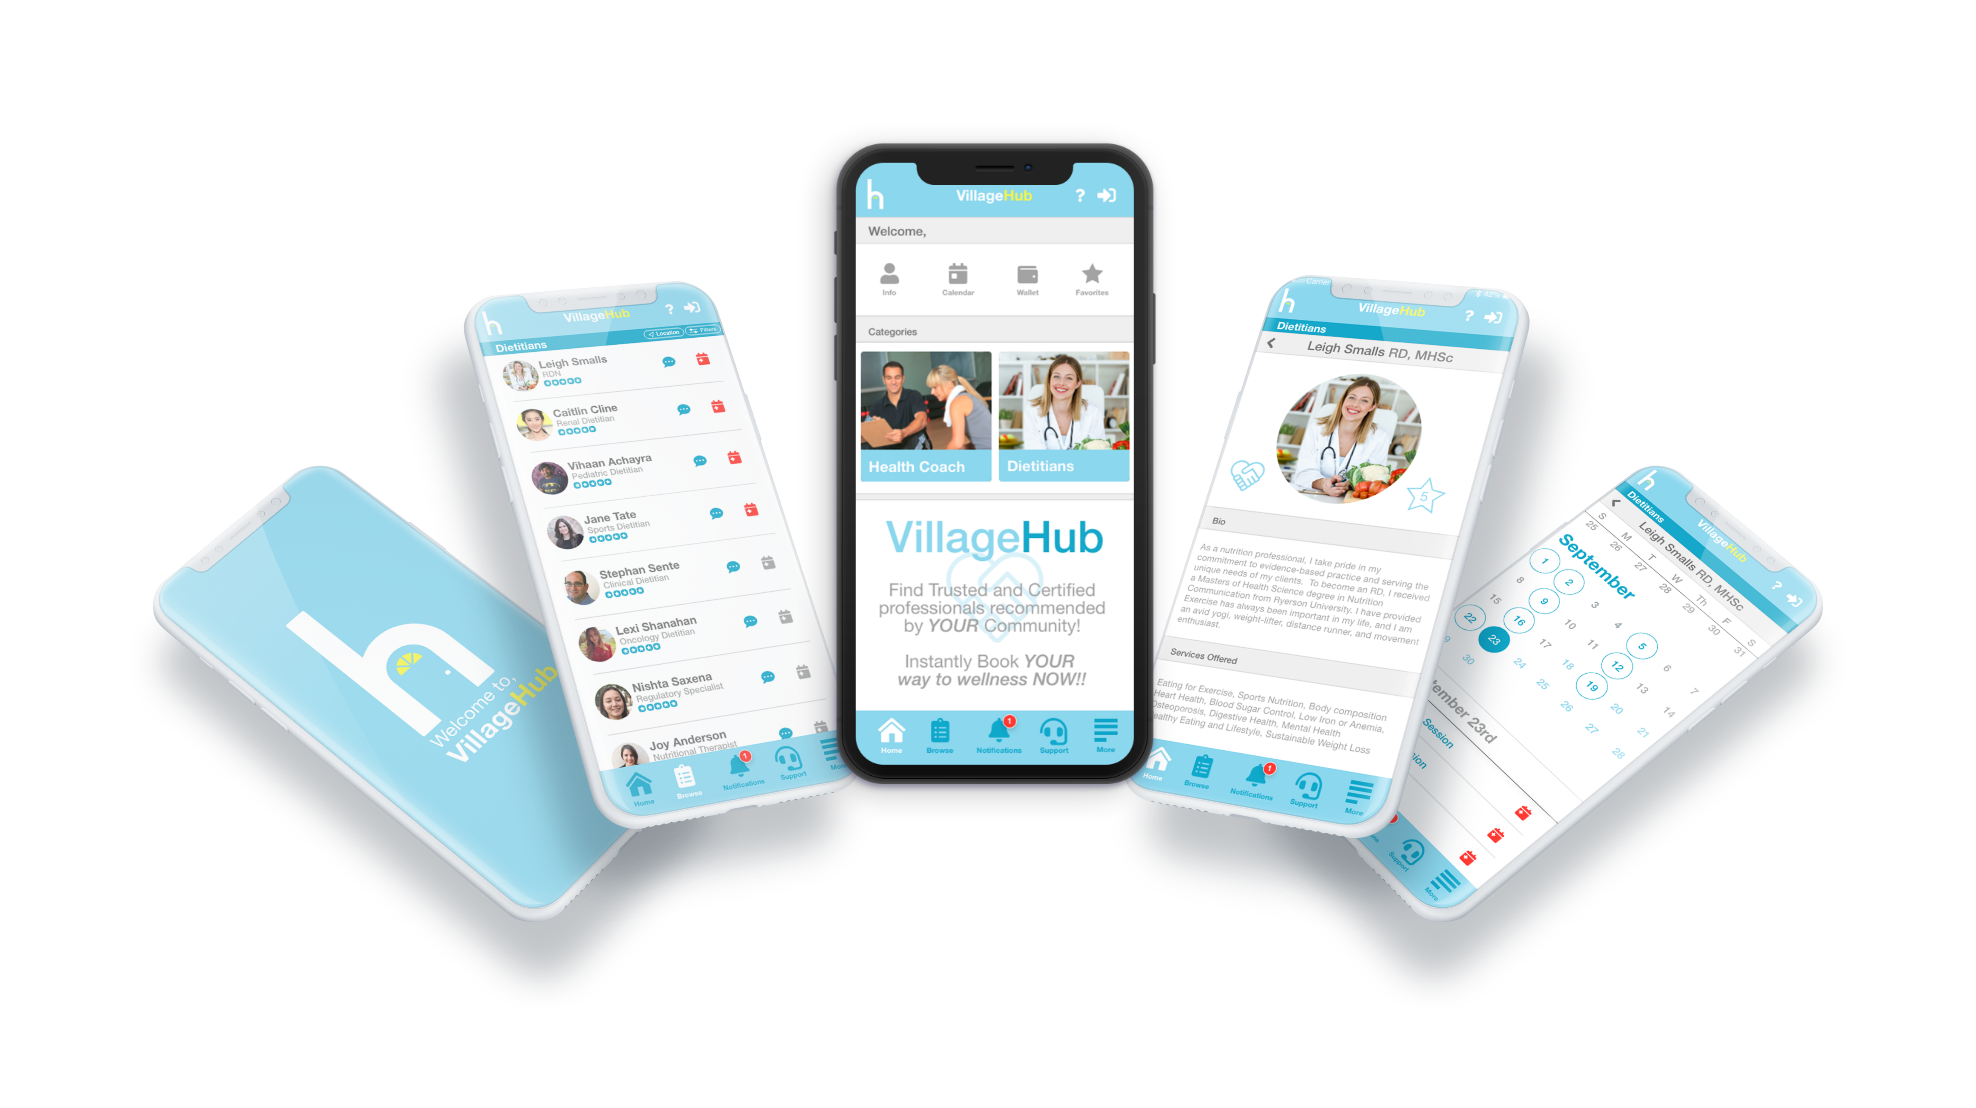 h
Welcome to,
VillageHub
h
VillageHub
?
Dietitians
Location
Filters
Leigh Smalls
RDN
Caitlin Cline
Renal Dietitian
Vihaan Achayra
Pediatric Dietitian
Jane Tate
Sports Dietitian
Stephan Sente
Clinical Dietitian
Lexi Shanahan
Oncology Dietitian
Nishta Saxena
Regulatory Specialist
Joy Anderson
Nutritional Therapist
Home
Browse
1
Notifications
Support
More
h
VillageHub
?
Welcome,
Info
Calendar
Wallet
Favorites
Categories
Health Coach
Dietitians
VillageHub
Find Trusted and Certified
professionals recommended
by YOUR Community!
Instantly Book YOUR
way to wellness NOW!!
Home
Browse
1
Notifications
Support
More
Carrier
42%
h
VillageHub
?
Dietitians
Leigh Smalls RD, MHSc
5
Bio
As a nutrition professional, I take pride in my
commitment to evidence-based practice and serving the
unique needs of my clients. To become an RD, I received
a Masters of Health Science degree in Nutrition
Communication from Ryerson University. I have provided
Exercise has always been important in my life, and I am
an avid yogi, weight-lifter, distance runner, and movement
enthusiast.
Services Offered
Eating for Exercise, Sports Nutrition, Body composition
Heart Health, Blood Sugar Control, Low Iron or Anemia,
Osteoporosis, Digestive Health, Mental Health
Healthy Eating and Lifestyle, Sustainable Weight Loss
Home
Browse
1
Notifications
Support
More
h
VillageHub
?
Dietitians
Leigh Smalls RD, MHSc
S M T W Th F S
25 26 27 28 29 30 31
September
1 2 3 4 5 6 7
8 9 10 11 12 13 14
15 16 17 18 19 20 21
22 23 24 25 26 27 28
30
tember 23rd
Session
ion
Support
More